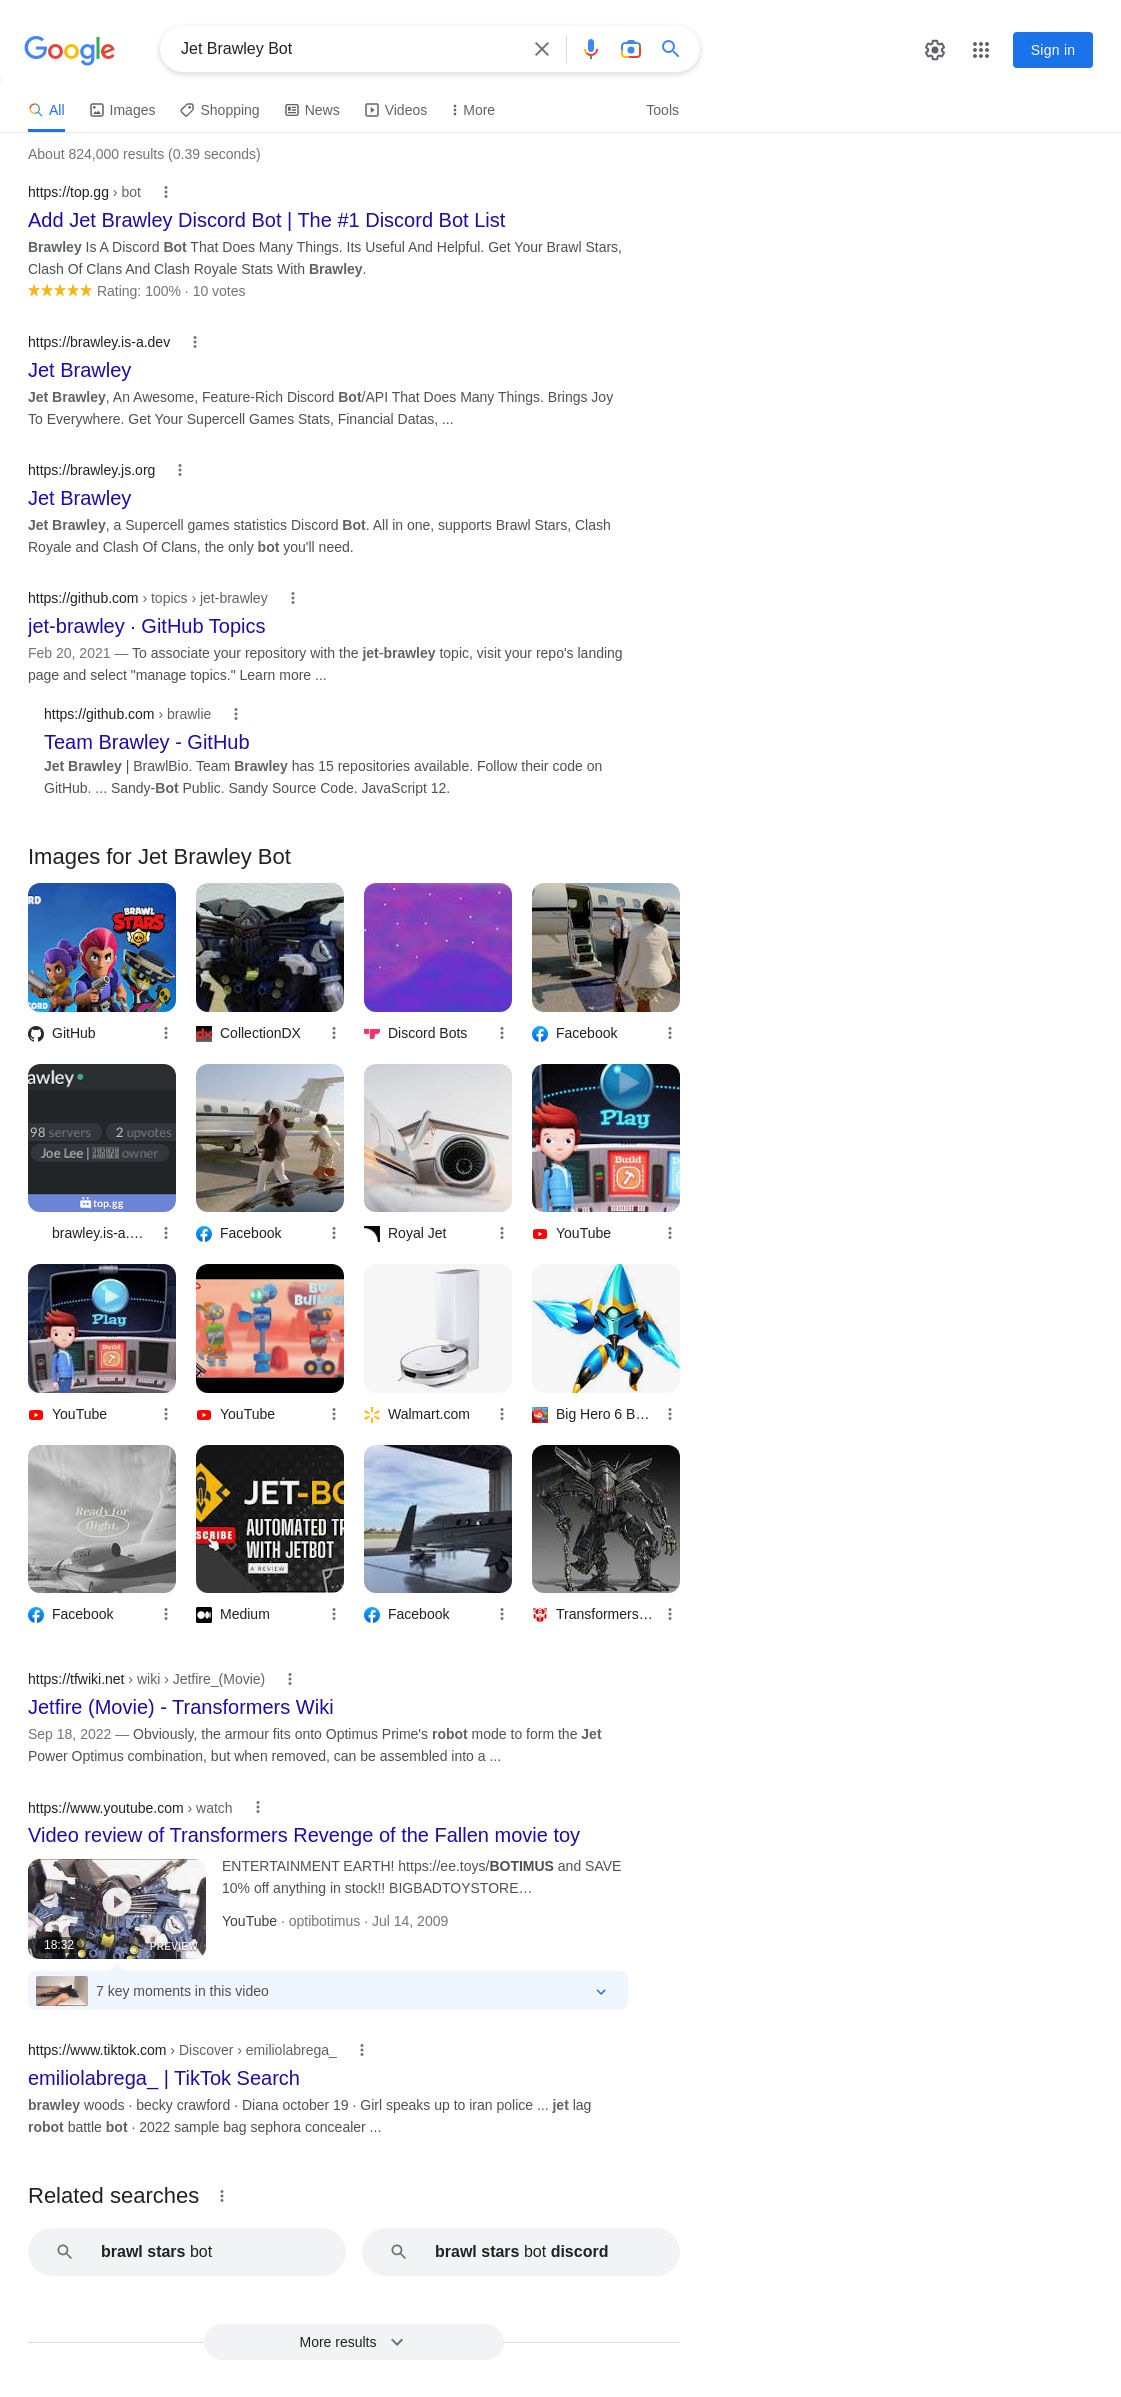 Google
Jet Brawley Bot
Sign in
All
Images
Shopping
News
Videos
More
Tools
About 824,000 results (0.39 seconds)
https://top.gg › bot
Add Jet Brawley Discord Bot | The #1 Discord Bot List
Brawley Is A Discord Bot That Does Many Things. Its Useful And Helpful. Get Your Brawl Stars,
Clash Of Clans And Clash Royale Stats With Brawley.
Rating: 100% · 10 votes
https://brawley.is-a.dev
Jet Brawley
Jet Brawley, An Awesome, Feature-Rich Discord Bot/API That Does Many Things. Brings Joy
To Everywhere. Get Your Supercell Games Stats, Financial Datas, ...
https://brawley.js.org
Jet Brawley
Jet Brawley, a Supercell games statistics Discord Bot. All in one, supports Brawl Stars, Clash
Royale and Clash Of Clans, the only bot you'll need.
https://github.com › topics › jet-brawley
jet-brawley · GitHub Topics
Feb 20, 2021 — To associate your repository with the jet-brawley topic, visit your repo's landing
page and select "manage topics." Learn more ...
https://github.com › brawlie
Team Brawley - GitHub
Jet Brawley | BrawlBio. Team Brawley has 15 repositories available. Follow their code on
GitHub. ... Sandy-Bot Public. Sandy Source Code. JavaScript 12.
Images for Jet Brawley Bot
RD
BRAWL
STARS
CORD
GitHub
dx
CollectionDX
Discord Bots
Facebook
awley
98 servers
2 upvotes
Joe Lee |
owner
top.gg
brawley.is-a....
Facebook
Royal Jet
Play
Build
YouTube
Play
Build
YouTube
BOT
BUILDER
YouTube
Walmart.com
Big Hero 6 B...
Ready for
flight.
Facebook
JET-BO
SCRIBE
AUTOMATED TR
WITH JETBOT
A REVIEW
Medium
Facebook
Transformers...
https://tfwiki.net › wiki › Jetfire_(Movie)
Jetfire (Movie) - Transformers Wiki
Sep 18, 2022 — Obviously, the armour fits onto Optimus Prime's robot mode to form the Jet
Power Optimus combination, but when removed, can be assembled into a ...
https://www.youtube.com › watch
Video review of Transformers Revenge of the Fallen movie toy
ENTERTAINMENT EARTH! https://ee.toys/BOTIMUS and SAVE
10% off anything in stock!! BIGBADTOYSTORE...
YouTube · optibotimus · Jul 14, 2009
18:32
PREVIEW
7 key moments in this video
https://www.tiktok.com › Discover › emiliolabrega_
emiliolabrega_ | TikTok Search
brawley woods · becky crawford · Diana october 19 · Girl speaks up to iran police ... jet lag
robot battle bot · 2022 sample bag sephora concealer ...
Related searches
brawl stars bot
brawl stars bot discord
More results